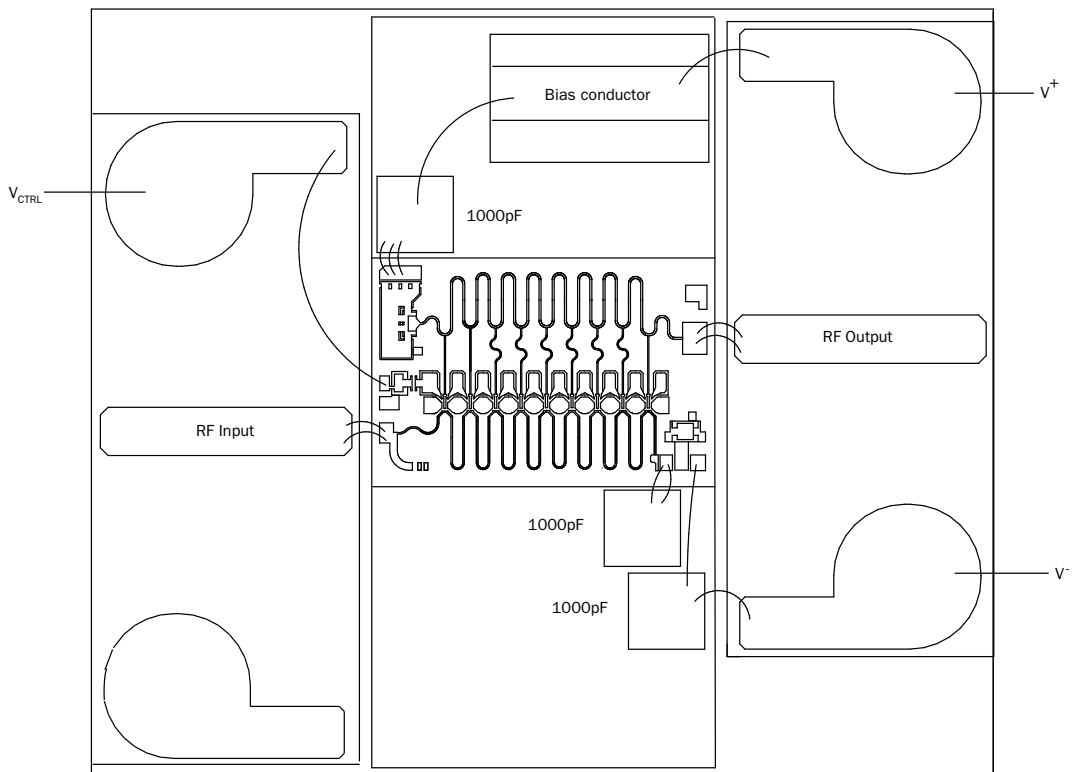 Bias conductor
V+
VCTRL
1000pF
RF Output
RF Input
1000pF
V-
1000pF